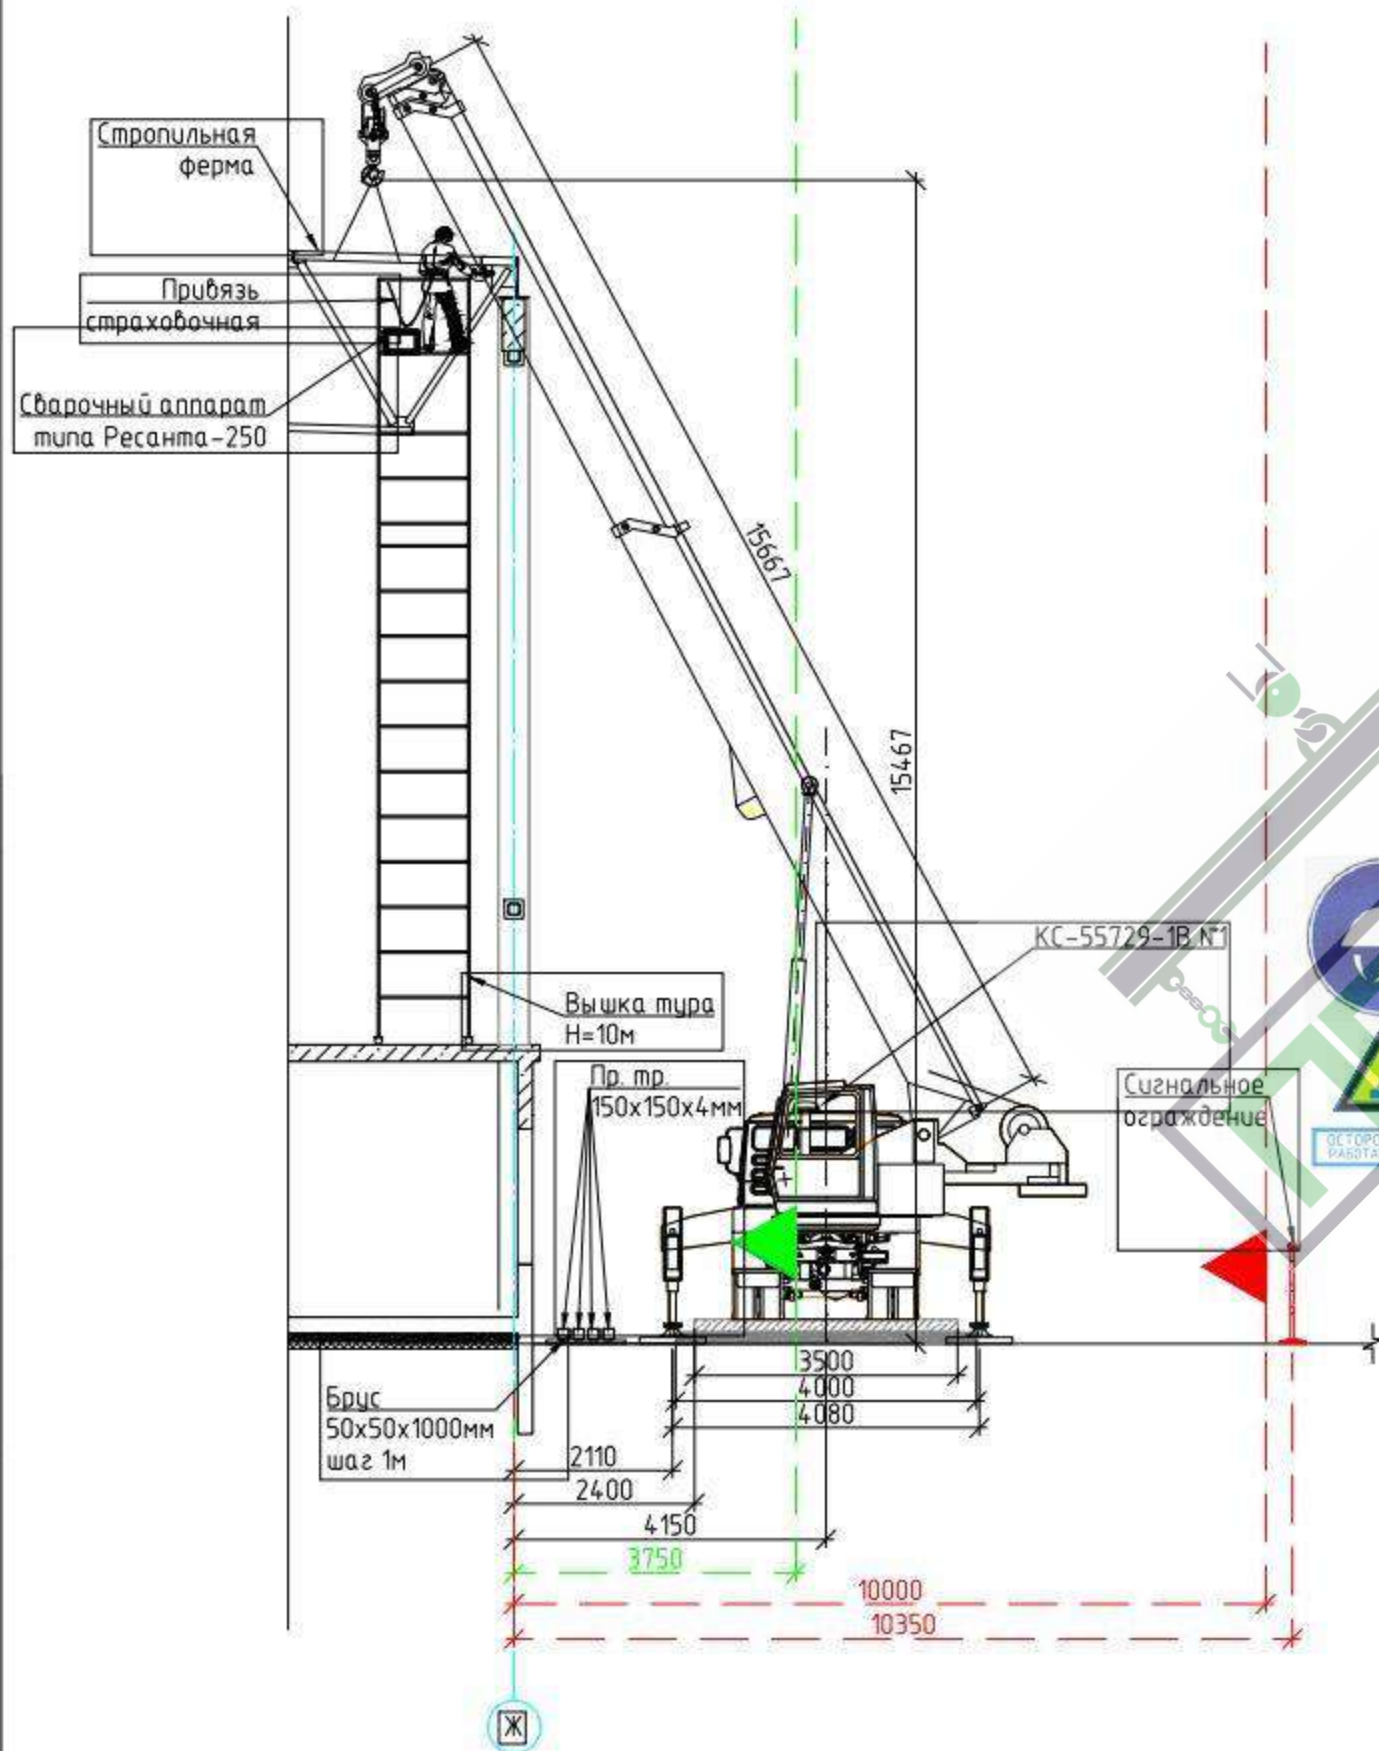 Стропильная
ферма
Привязь
страховочная
Сварочный аппарат
типа Ресанта-250
15667
15467
КС-55729-1В №1
Вышка тура
Н=10м
Пр. тр.
150х150х4мм
Сигнальное
ограждение
3500
4000
4080
Брус
50х50х1000мм
шаг 1м
2110
2400
4150
3750
10000
10350
Ж